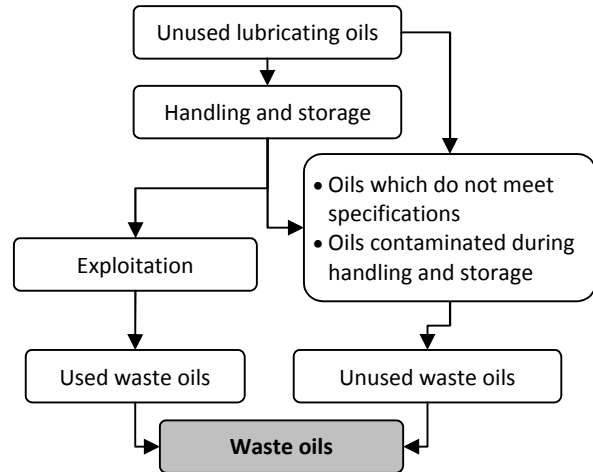 Unused lubricating oils
Handling and storage
• Oils which do not meet
specifications
• Oils contaminated during
handling and storage
Exploitation
Used waste oils
Unused waste oils
Waste oils